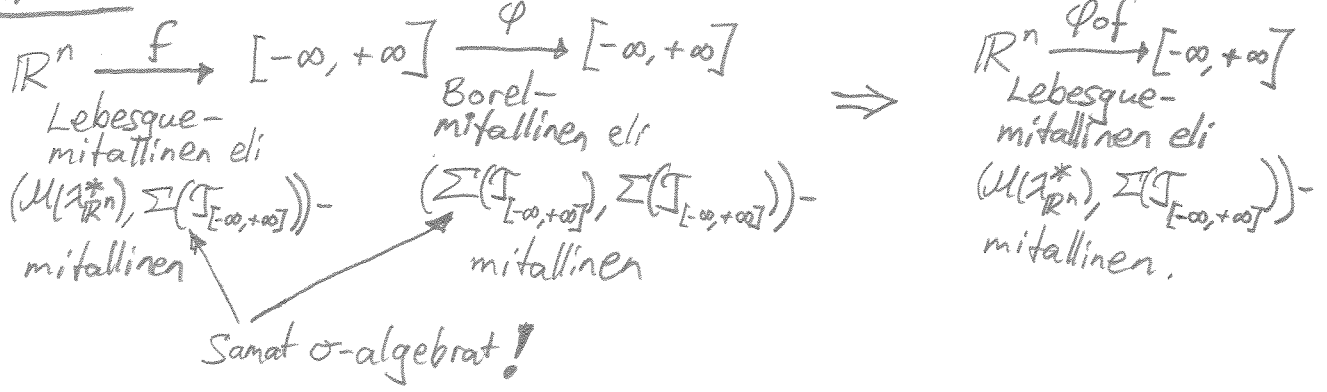 ℝⁿ —f→ [-∞, +∞] —φ→ [-∞, +∞] ⇒ ℝⁿ —φ∘f→ [-∞, +∞]
Lebesgue-
mitallinen eli
(M(λ*_ℝⁿ), Σ(T_[-∞,+∞]))-
mitallinen
Borel-
mitallinen eli
(Σ(T_[-∞,+∞]), Σ(T_[-∞,+∞]))-
mitallinen
Lebesgue-
mitallinen eli
(M(λ*_ℝⁿ), Σ(T_[-∞,+∞]))-
mitallinen.
Samat σ-algebrat!